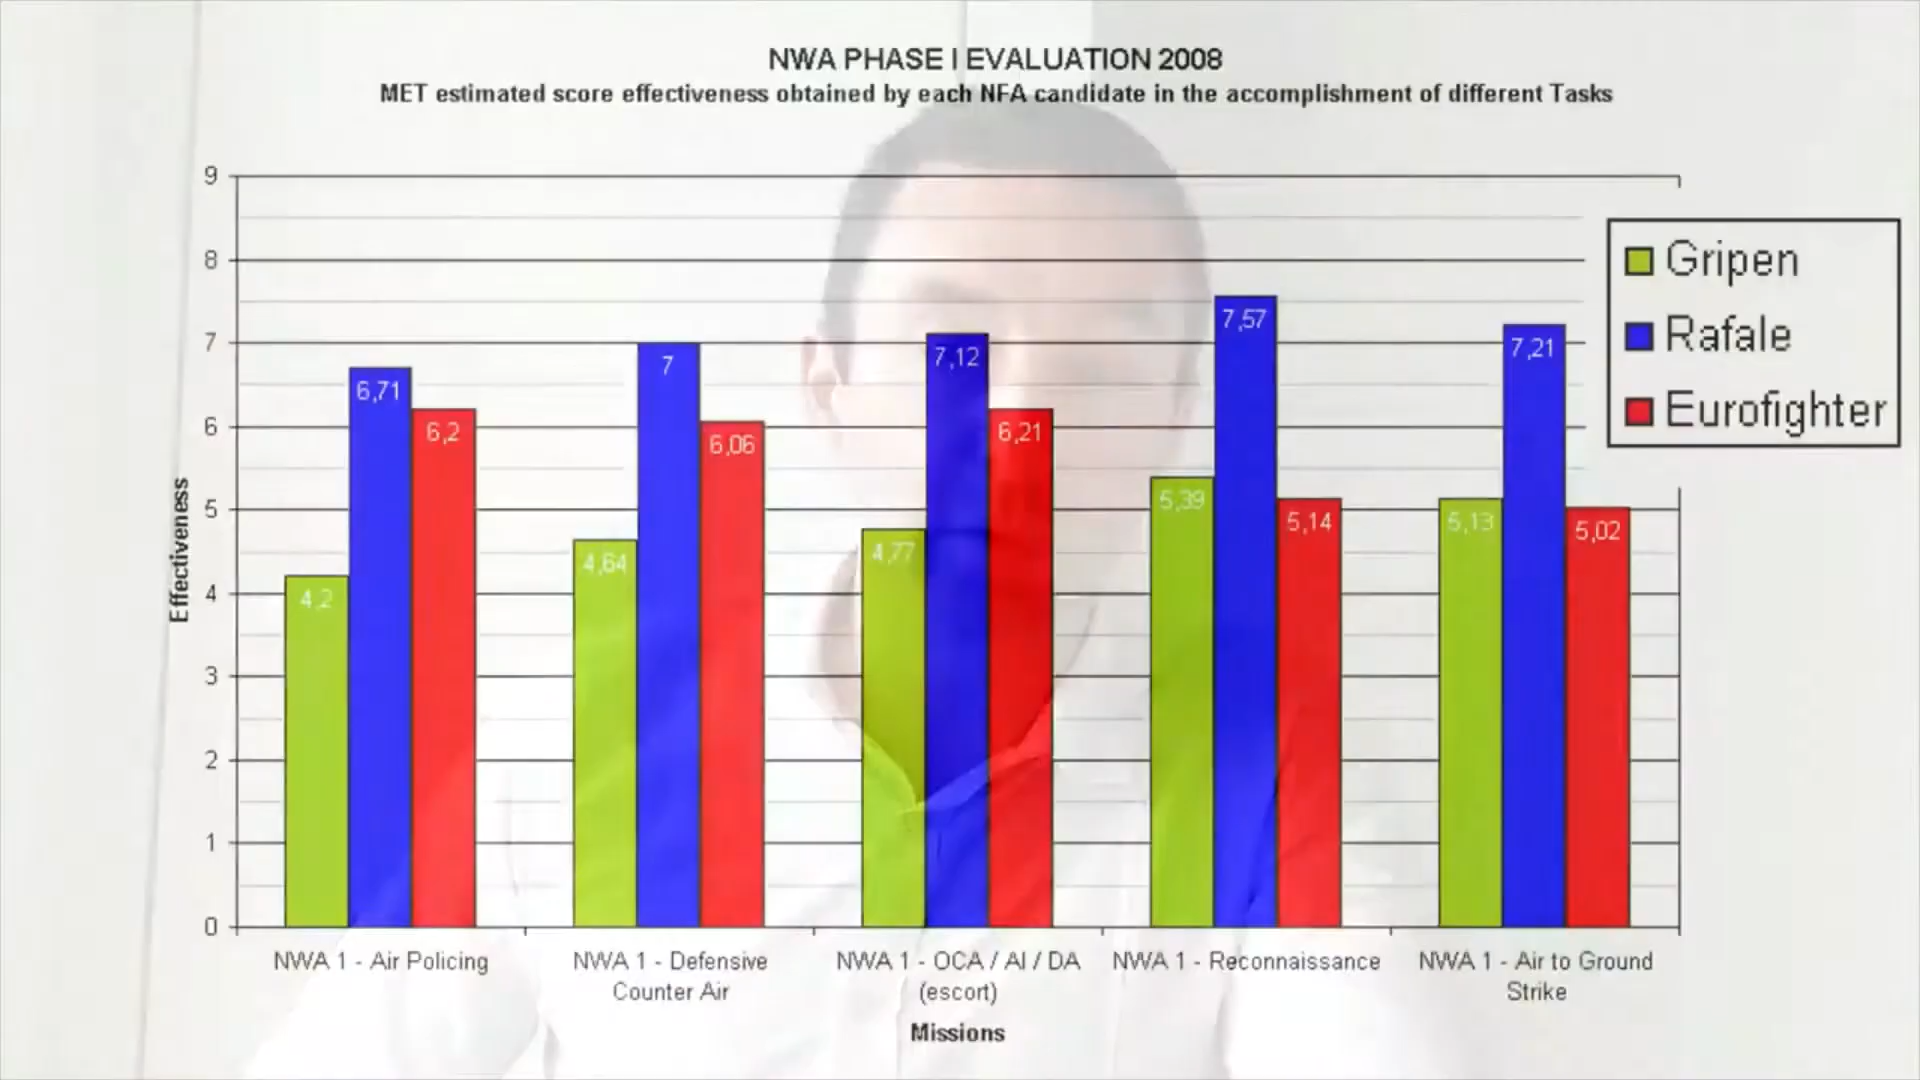 NWA PHASE I EVALUATION 2008
MET estimated score effectiveness obtained by each NFA candidate in the accomplishment of different Tasks
9
8
7
6
5
4
3
2
1
0
Effectiveness
4,2
6,71
6,2
4,64
7
6,06
4,77
7,12
6,21
5,39
7,57
5,14
5,13
7,21
5,02
Gripen
Rafale
Eurofighter
NWA 1 - Air Policing
NWA 1 - Defensive
Counter Air
NWA 1 - OCA / AI / DA
(escort)
NWA 1 - Reconnaissance
NWA 1 - Air to Ground
Strike
Missions